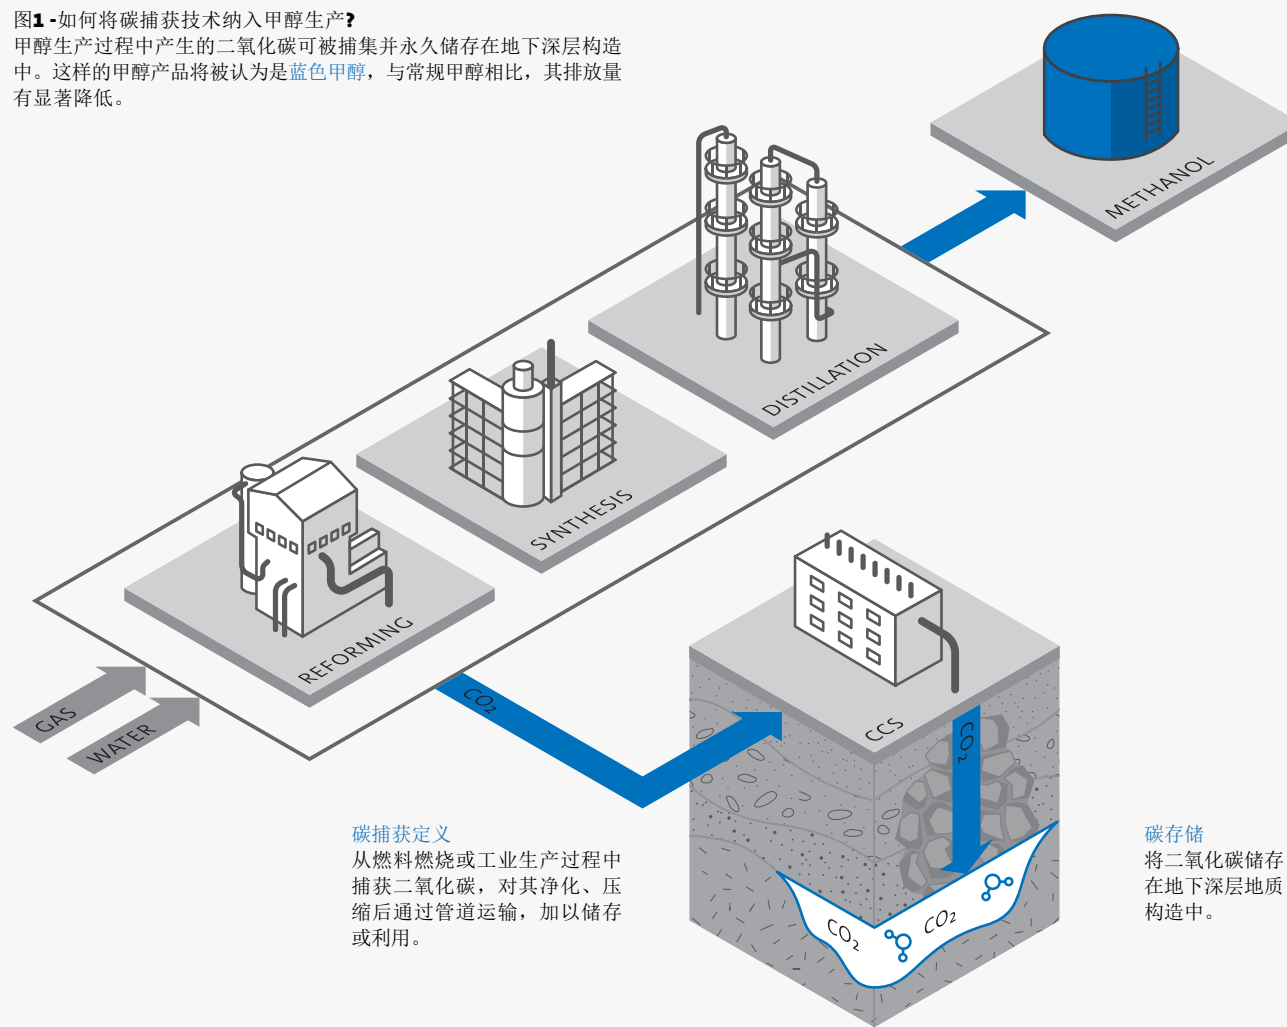 图1 -如何将碳捕获技术纳入甲醇生产?
甲醇生产过程中产生的二氧化碳可被捕集并永久储存在地下深层构造
中。这样的甲醇产品将被认为是蓝色甲醇，与常规甲醇相比，其排放量
有显著降低。
METHANOL
DISTILLATION
SYNTHESIS
REFORMING
GAS
WATER
CO₂
CCS
CO₂
碳捕获定义
从燃料燃烧或工业生产过程中
捕获二氧化碳，对其净化、压
缩后通过管道运输，加以储存
或利用。
CO₂
CO₂
碳存储
将二氧化碳储存
在地下深层地质
构造中。